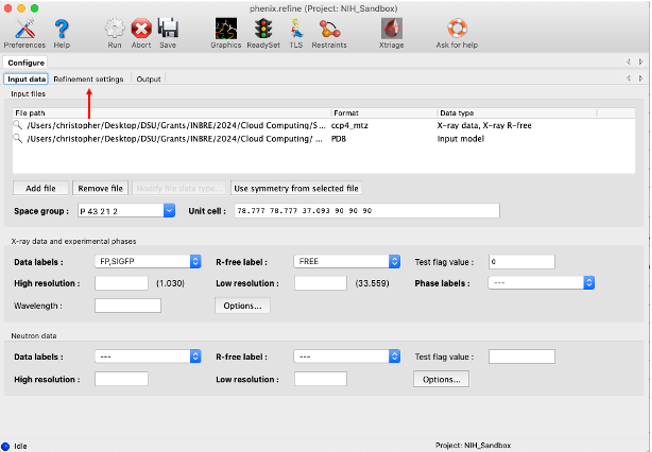 phenix.refine (Project: NIH_Sandbox)
Preferences Help Run Abort Save Graphics ReadySet TLS Restraints Xtriage Ask for help
Configure
Input data Refinement settings Output
Input files
File path Format Data type
/Users/christopher/Desktop/DSU/Grants/INBRE/2024/Cloud Computing/S ... ccp4_mtz X-ray data, X-ray R-free
/Users/christopher/Desktop/DSU/Grants/INBRE/2024/Cloud Computing/ ... PDB Input model
Add file Remove file Modify file data type... Use symmetry from selected file
Space group : P 43 21 2 Unit cell : 78.777 78.777 37.093 90 90 90
X-ray data and experimental phases
Data labels : FP,SIGFP R-free label : FREE Test flag value : 0
High resolution : (1.030) Low resolution : (33.559) Phase labels : ---
Wavelength : Options...
Neutron data
Data labels : --- R-free label : --- Test flag value :
High resolution : Low resolution : Options...
Idle Project: NIH_Sandbox